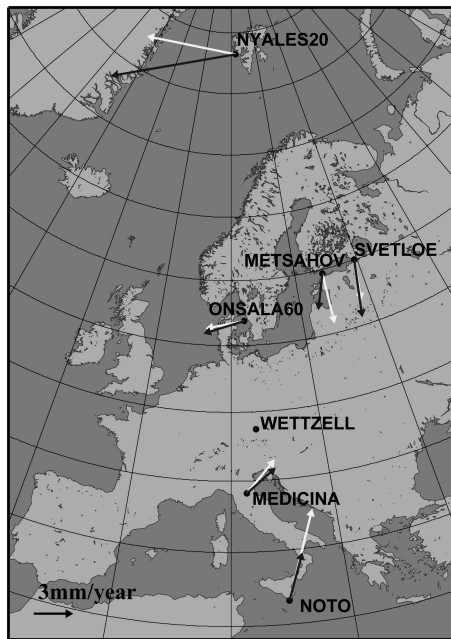 NYALES20
SVETLOE
METSAHOV
ONSALA60
WETTZELL
MEDICINA
3mm/year
NOTO